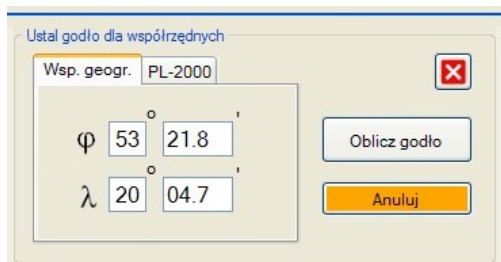 Ustal godło dla współrzędnych
Wsp. geogr. PL-2000
φ 53 ° 21.8 '
Oblicz godło
λ 20 ° 04.7 '
Anuluj